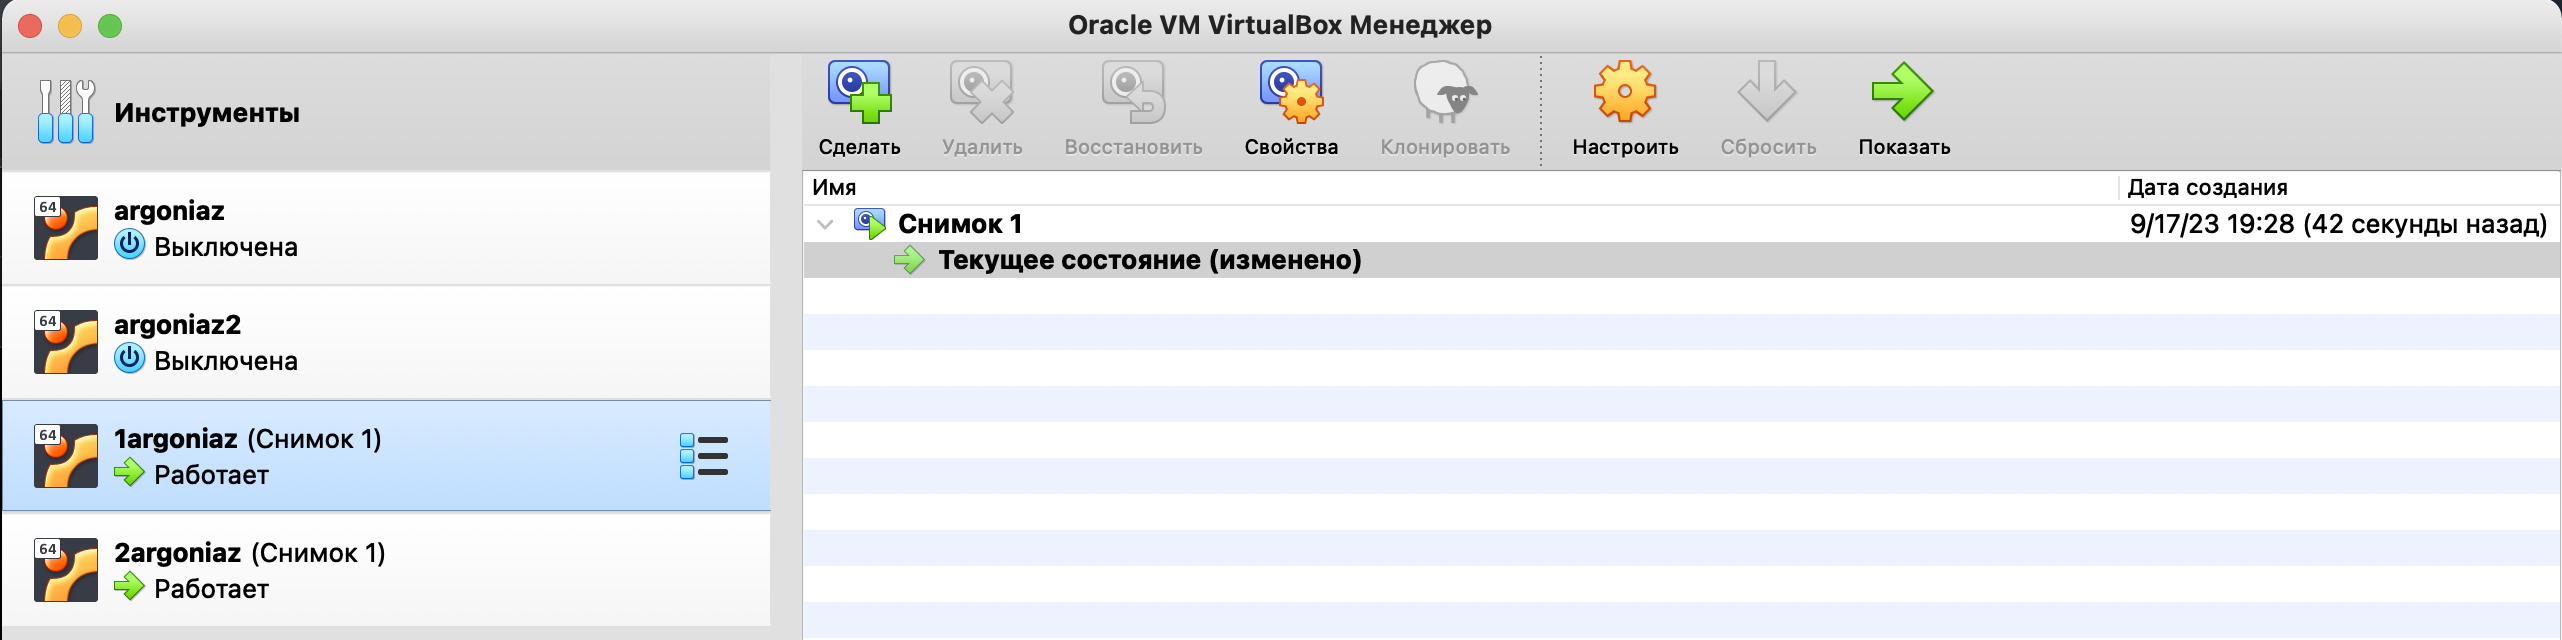 Oracle VM VirtualBox Менеджер
Инструменты
64
argoniaz
Выключена
64
argoniaz2
Выключена
64
1argoniaz (Снимок 1)
Работает
64
2argoniaz (Снимок 1)
Работает
Сделать Удалить Восстановить Свойства Клонировать Настроить Сбросить Показать
Имя Дата создания
Снимок 1 9/17/23 19:28 (42 секунды назад)
Текущее состояние (изменено)